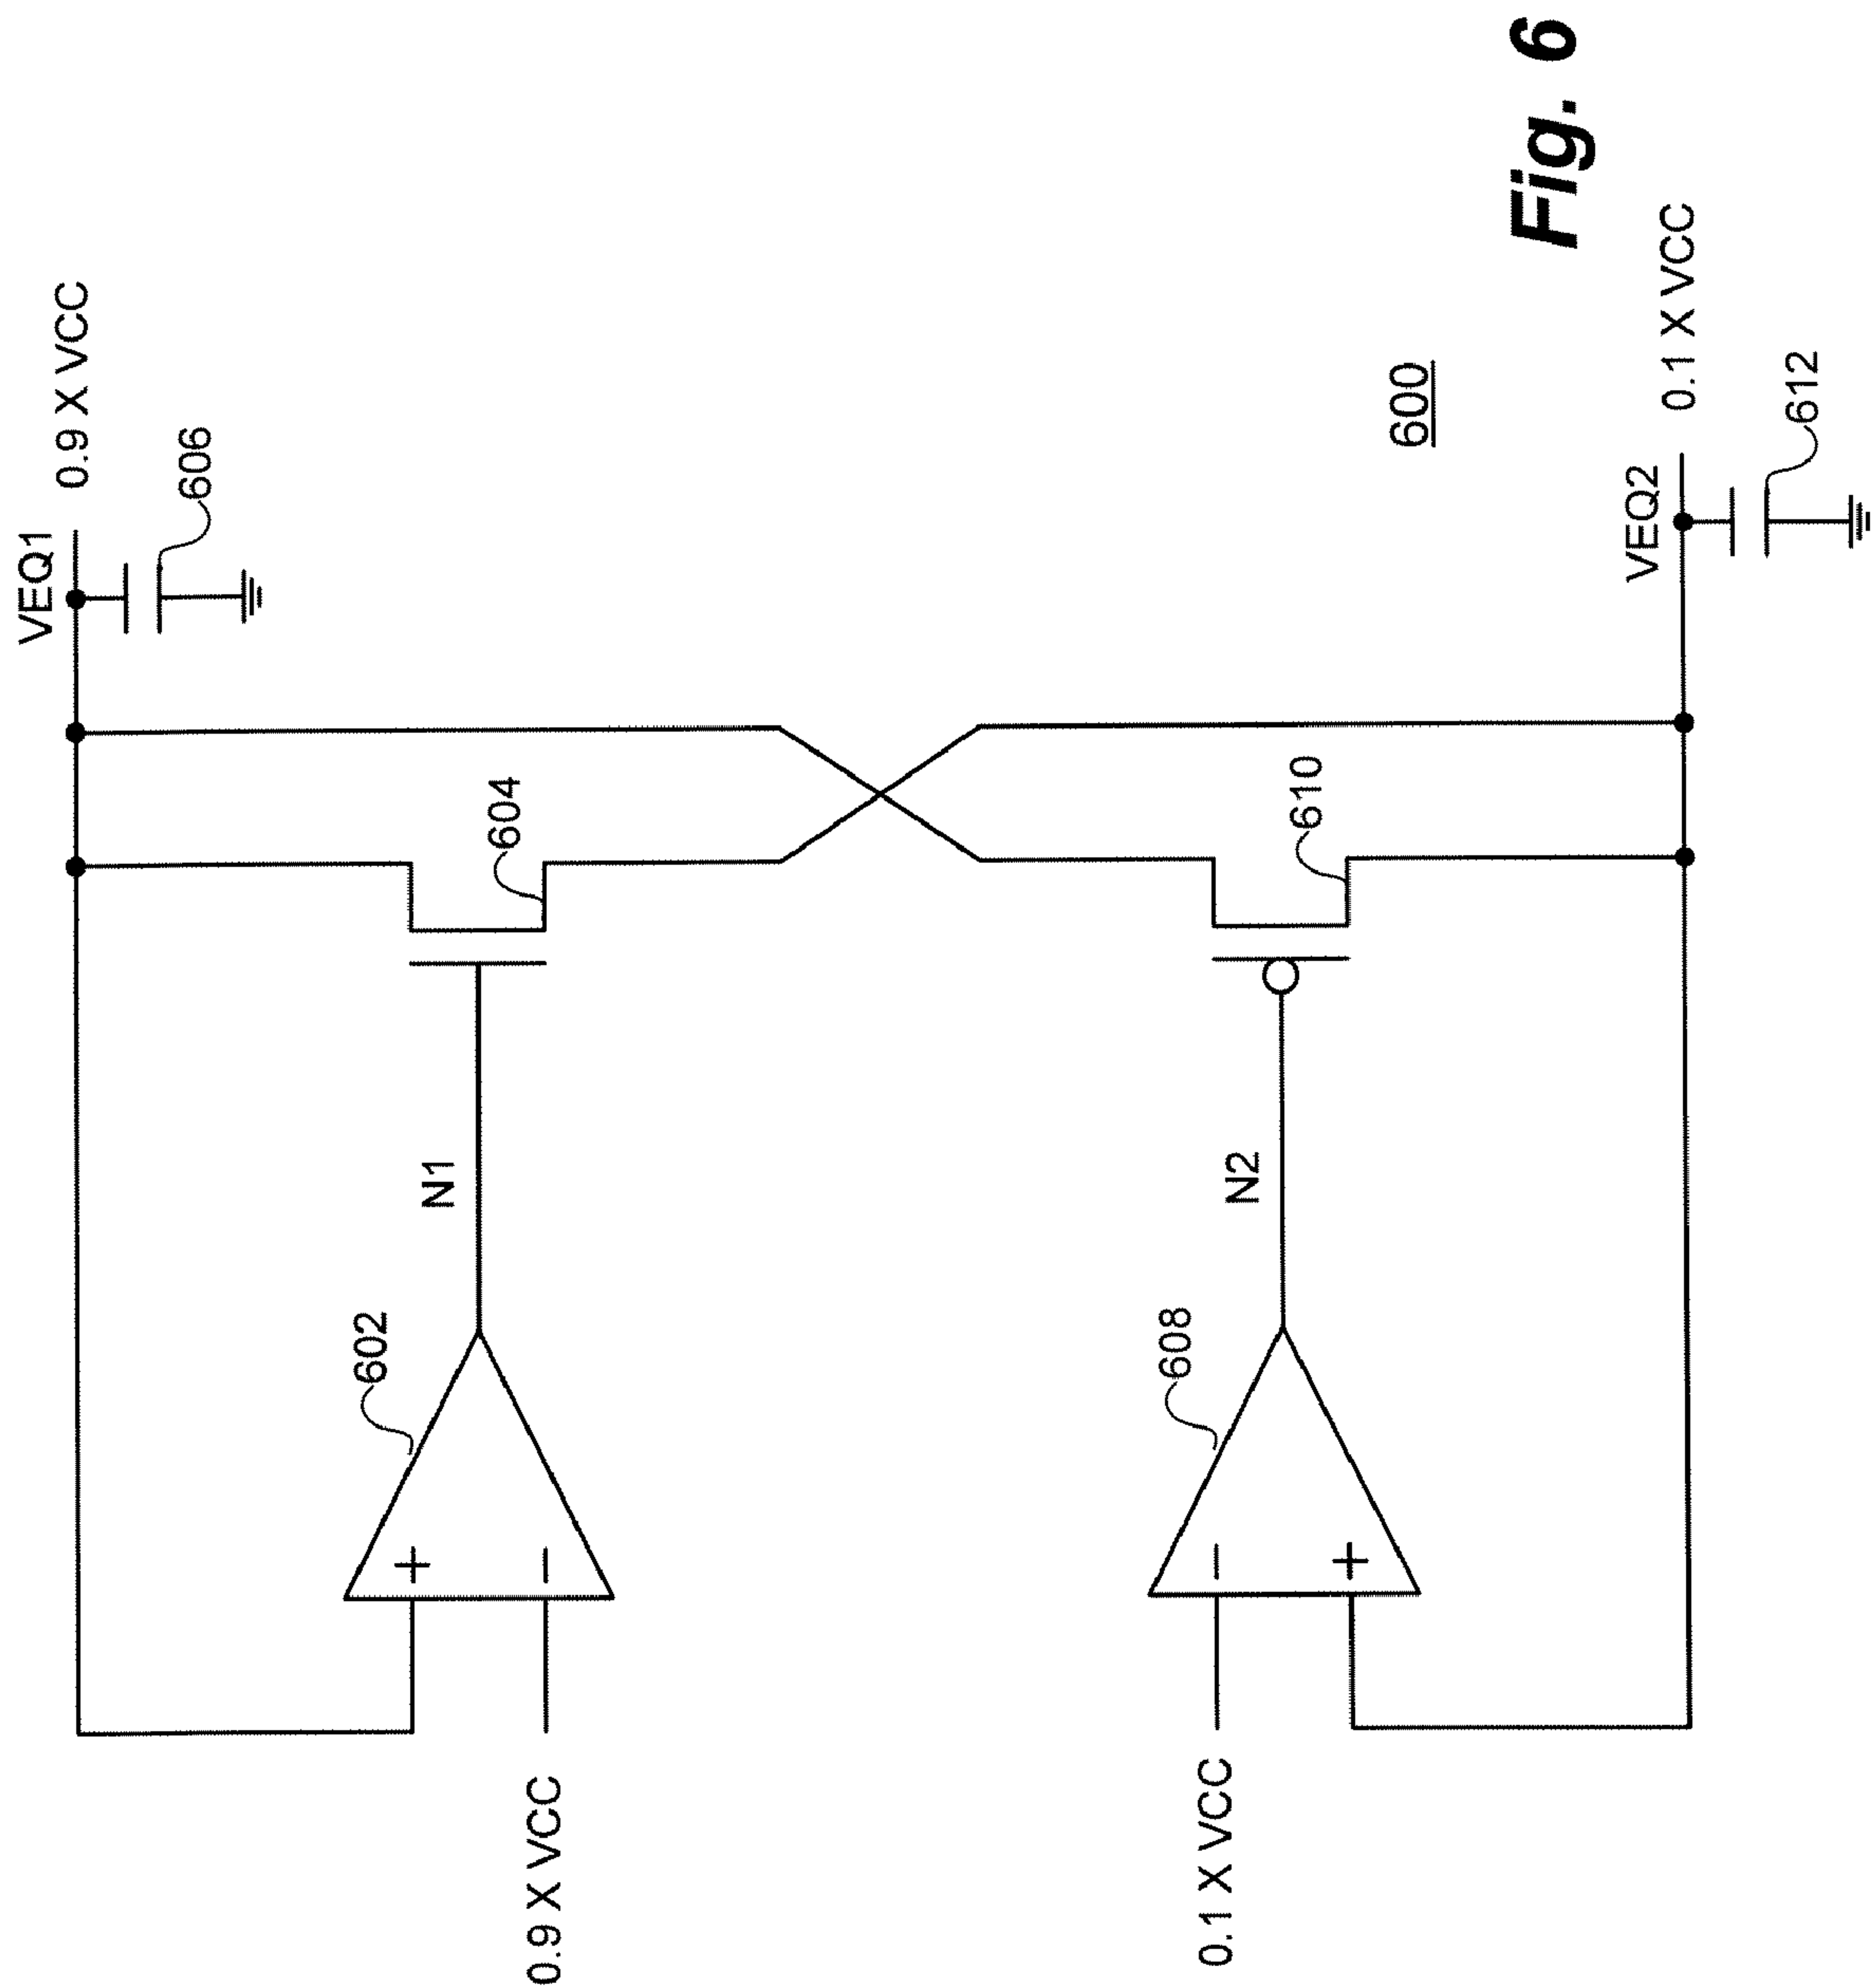 VEQ1
0.9 X VCC
606
604
N1
602
0.9 X VCC
600
610
N2
608
0.1 X VCC
VEQ2
0.1 X VCC
612
+
−
−
+
Fig. 6